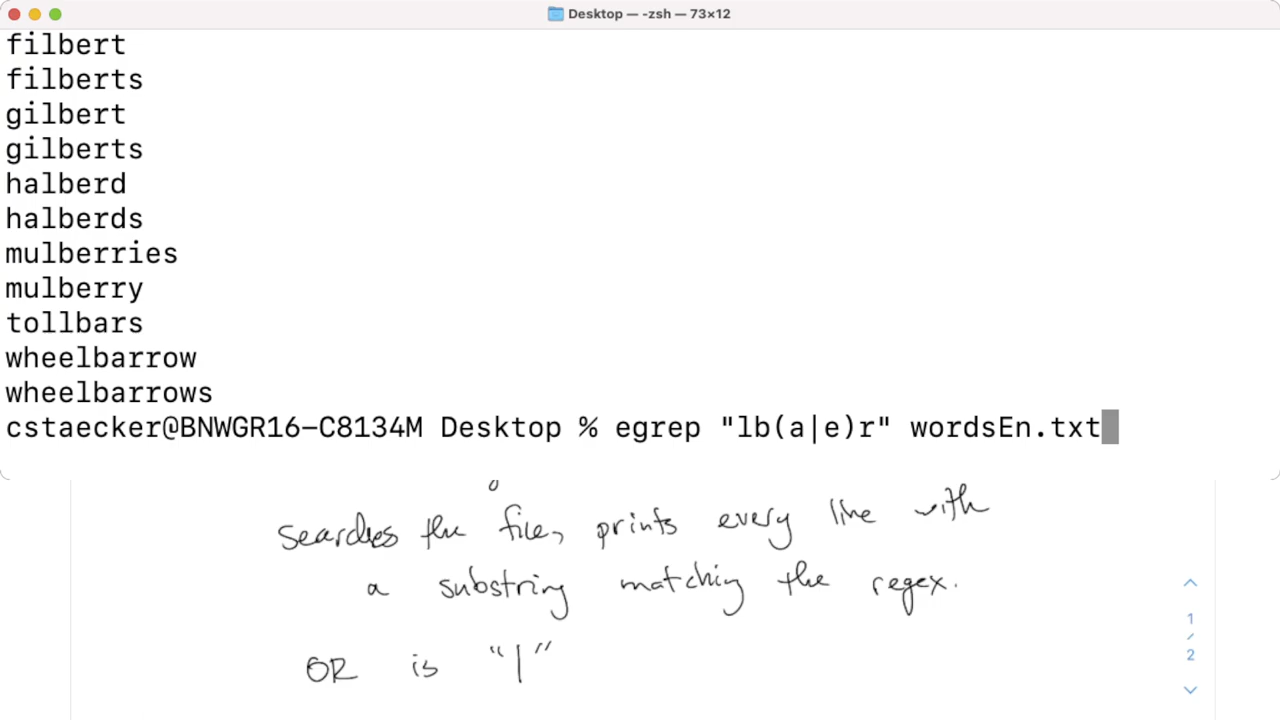 Desktop — -zsh — 73×12
filbert
filberts
gilbert
gilberts
halberd
halberds
mulberries
mulberry
tollbars
wheelbarrow
wheelbarrows
cstaecker@BNWGR16-C8134M Desktop % egrep "lb(a|e)r" wordsEn.txt
searches the file, prints every line with
a substring matching the regex.
OR is "|"
1
/
2